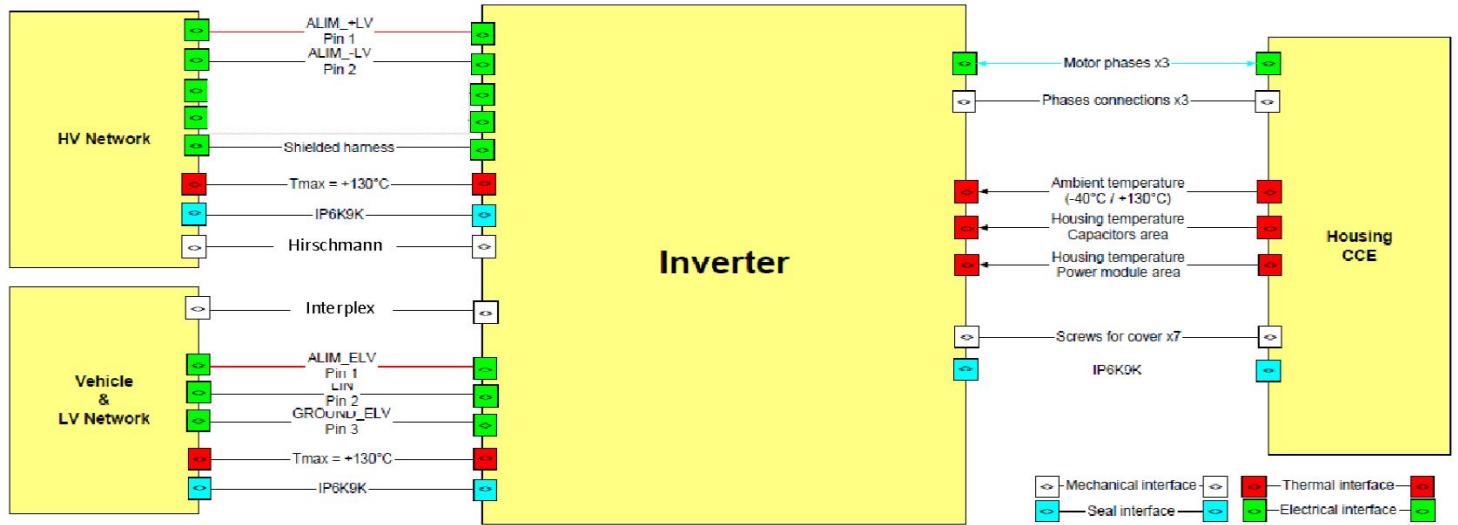 HV Network
ALIM_+LV
Pin 1
ALIM_-LV
Pin 2
Shielded harness
Tmax = +130°C
IP6K9K
Hirschmann
Vehicle
&
LV Network
Interplex
ALIM_ELV
Pin 1
LIN
Pin 2
GROUND_ELV
Pin 3
Tmax = +130°C
IP6K9K
Inverter
Motor phases x3
Phases connections x3
Ambient temperature
(-40°C / +130°C)
Housing temperature
Capacitors area
Housing temperature
Power module area
Screws for cover x7
IP6K9K
Housing
CCE
Mechanical interface
Thermal interface
Seal interface
Electrical interface